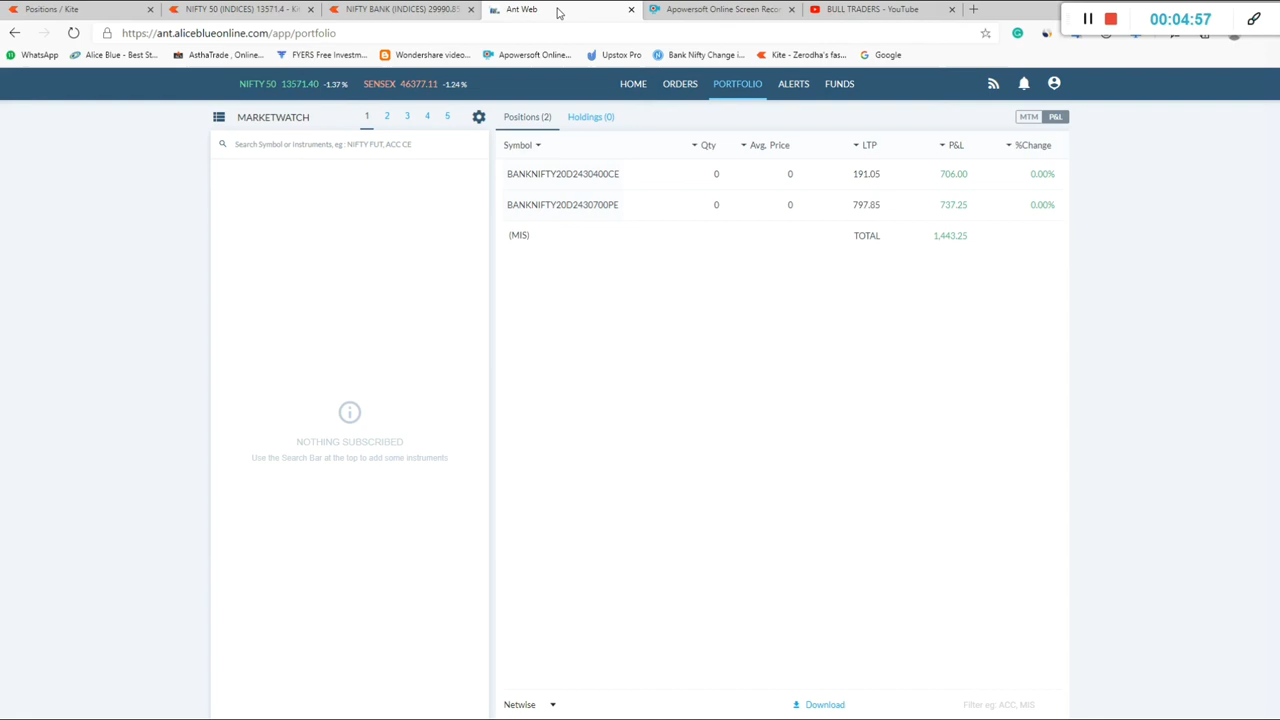 Positions / Kite
NIFTY 50 (INDICES) 13571.4 - Ki
NIFTY BANK (INDICES) 29990.85
Ant Web
Apowersoft Online Screen Reco
BULL TRADERS - YouTube
00:04:57
https://ant.aliceblueonline.com/app/portfolio
WhatsApp
Alice Blue - Best St...
AsthaTrade , Online...
FYERS Free Investm...
Wondershare video...
Apowersoft Online...
Upstox Pro
Bank Nifty Change i...
Kite - Zerodha's fas...
Google
NIFTY 50 13571.40 -1.37 %
SENSEX 46377.11 -1.24 %
HOME ORDERS PORTFOLIO ALERTS FUNDS
MARKETWATCH 1 2 3 4 5
Positions (2) Holdings (0)
MTM P&L
Search Symbol or Instruments, eg : NIFTY FUT, ACC CE
Symbol Qty Avg. Price LTP P&L %Change
BANKNIFTY20D2430400CE 0 0 191.05 706.00 0.00%
BANKNIFTY20D2430700PE 0 0 797.85 737.25 0.00%
(MIS) TOTAL 1,443.25
NOTHING SUBSCRIBED
Use the Search Bar at the top to add some instruments
Netwise
Download
Filter eg: ACC, MIS